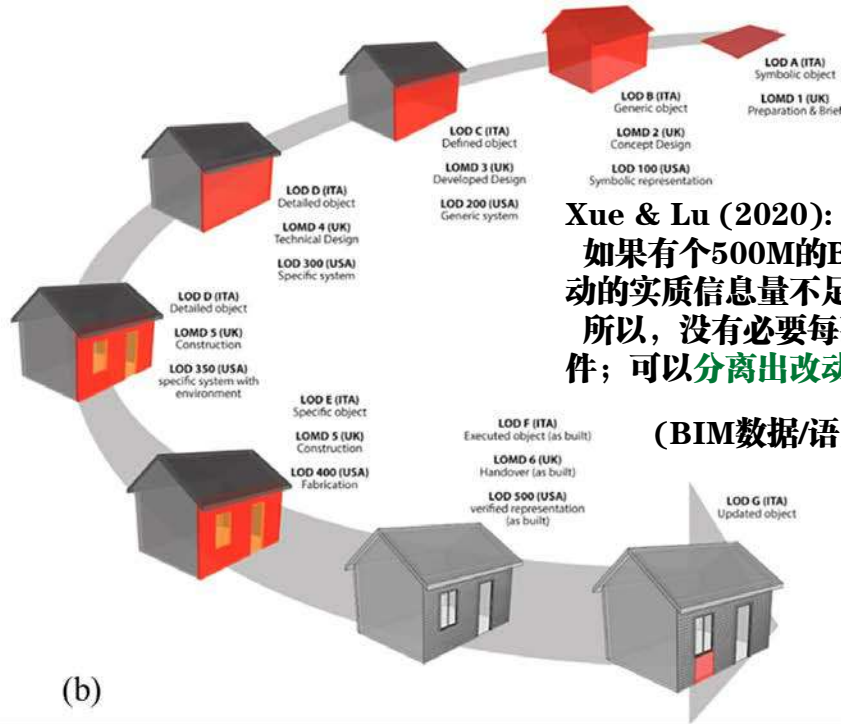 LOD A (ITA)
Symbolic object
LOMD 1 (UK)
Preparation & Brief
LOD B (ITA)
Generic object
LOMD 2 (UK)
Concept Design
LOD 100 (USA)
Symbolic representation
LOD C (ITA)
Defined object
LOMD 3 (UK)
Developed Design
LOD 200 (USA)
Generic system
LOD D (ITA)
Detailed object
LOMD 4 (UK)
Technical Design
LOD 300 (USA)
Specific system
Xue & Lu (2020):
如果有个500M的B
动的实质信息量不足
所以，没有必要每
件；可以分离出改动
(BIM数据/语
LOD D (ITA)
Detailed object
LOMD 5 (UK)
Construction
LOD 350 (USA)
specific system with
environment
LOD E (ITA)
Specific object
LOMD 5 (UK)
Construction
LOD 400 (USA)
Fabrication
LOD F (ITA)
Executed object (as built)
LOMD 6 (UK)
Handover (as built)
LOD 500 (USA)
verified representation
(as built)
LOD G (ITA)
Updated object
(b)